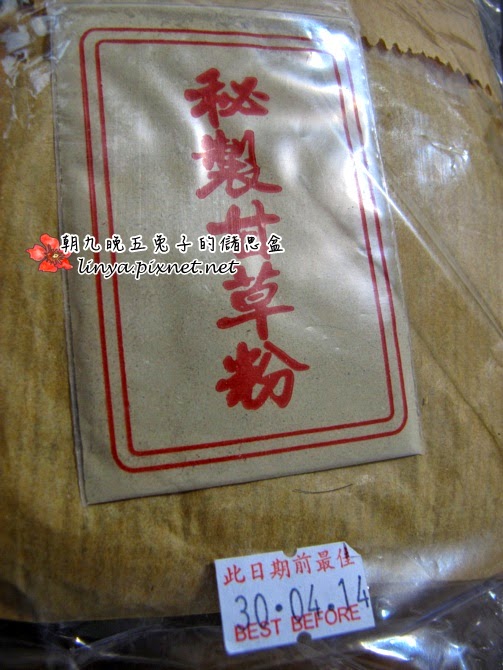 秘製甘草粉
朝九晚五兔子的儲思盒
linya.pixnet.net
此日期前最佳
30.04.14
BEST BEFORE